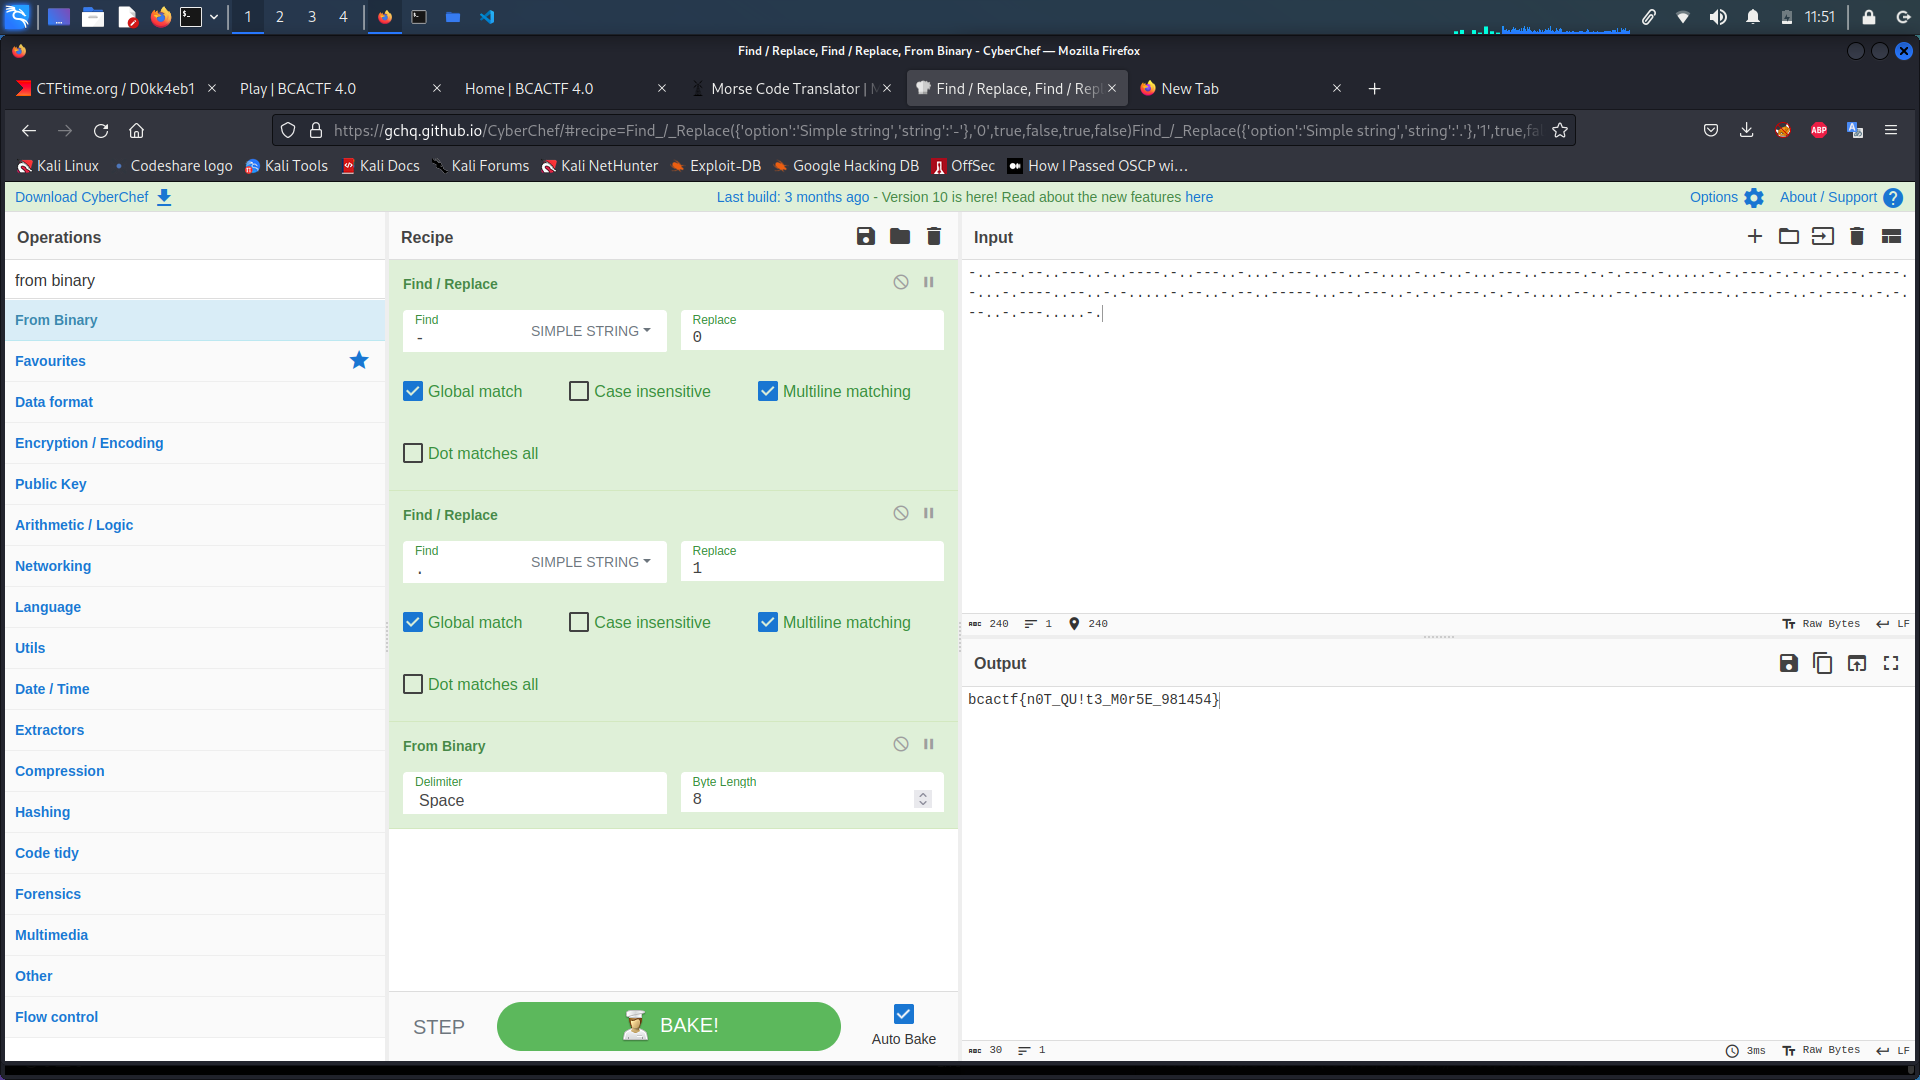 1 2 3 4 11:51
Find / Replace, Find / Replace, From Binary - CyberChef — Mozilla Firefox
CTFtime.org / D0kk4eb1 Play | BCACTF 4.0 Home | BCACTF 4.0 Morse Code Translator | Find / Replace, Find / Repl New Tab
https://gchq.github.io/CyberChef/#recipe=Find_/_Replace({'option':'Simple string','string':'-'},'0',true,false,true,false)Find_/_Replace({'option':'Simple string','string':'.'},'1',true,fa
Kali Linux Codeshare logo Kali Tools Kali Docs Kali Forums Kali NetHunter Exploit-DB Google Hacking DB OffSec How I Passed OSCP wi...
Download CyberChef Last build: 3 months ago - Version 10 is here! Read about the new features here Options About / Support
Operations
from binary
From Binary
Favourites
Data format
Encryption / Encoding
Public Key
Arithmetic / Logic
Networking
Language
Utils
Date / Time
Extractors
Compression
Hashing
Code tidy
Forensics
Multimedia
Other
Flow control
Recipe
Find / Replace
Find
- SIMPLE STRING
Replace
0
Global match Case insensitive Multiline matching
Dot matches all
Find / Replace
Find
. SIMPLE STRING
Replace
1
Global match Case insensitive Multiline matching
Dot matches all
From Binary
Delimiter
Space
Byte Length
8
STEP BAKE! Auto Bake
Input
240 1 240 Raw Bytes LF
Output
bcactf{n0T_QU!t3_M0r5E_981454}
30 1 3ms Raw Bytes LF